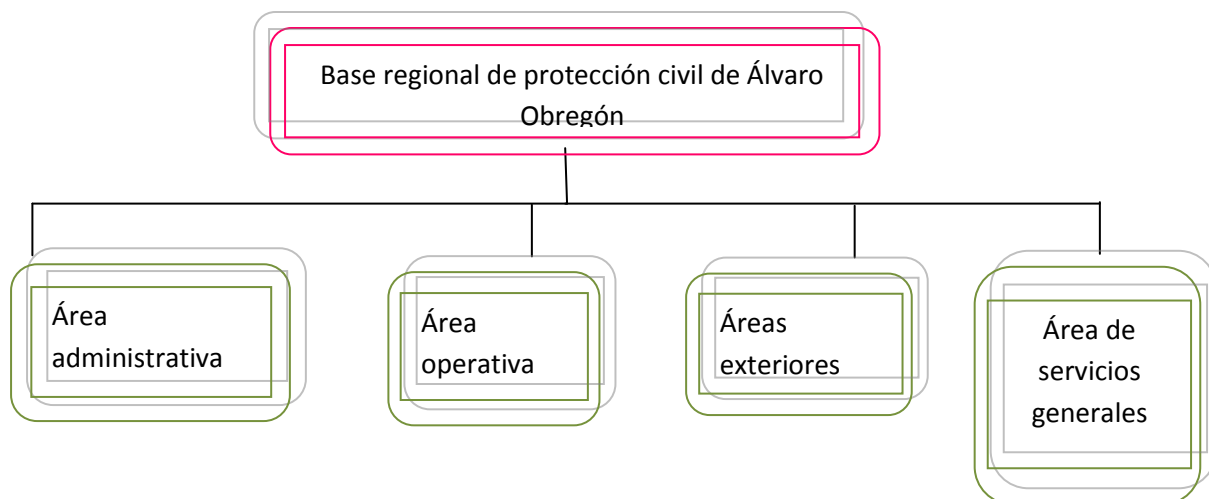 Base regional de protección civil de Álvaro
Obregón
Área
administrativa
Área
operativa
Áreas
exteriores
Área de
servicios
generales